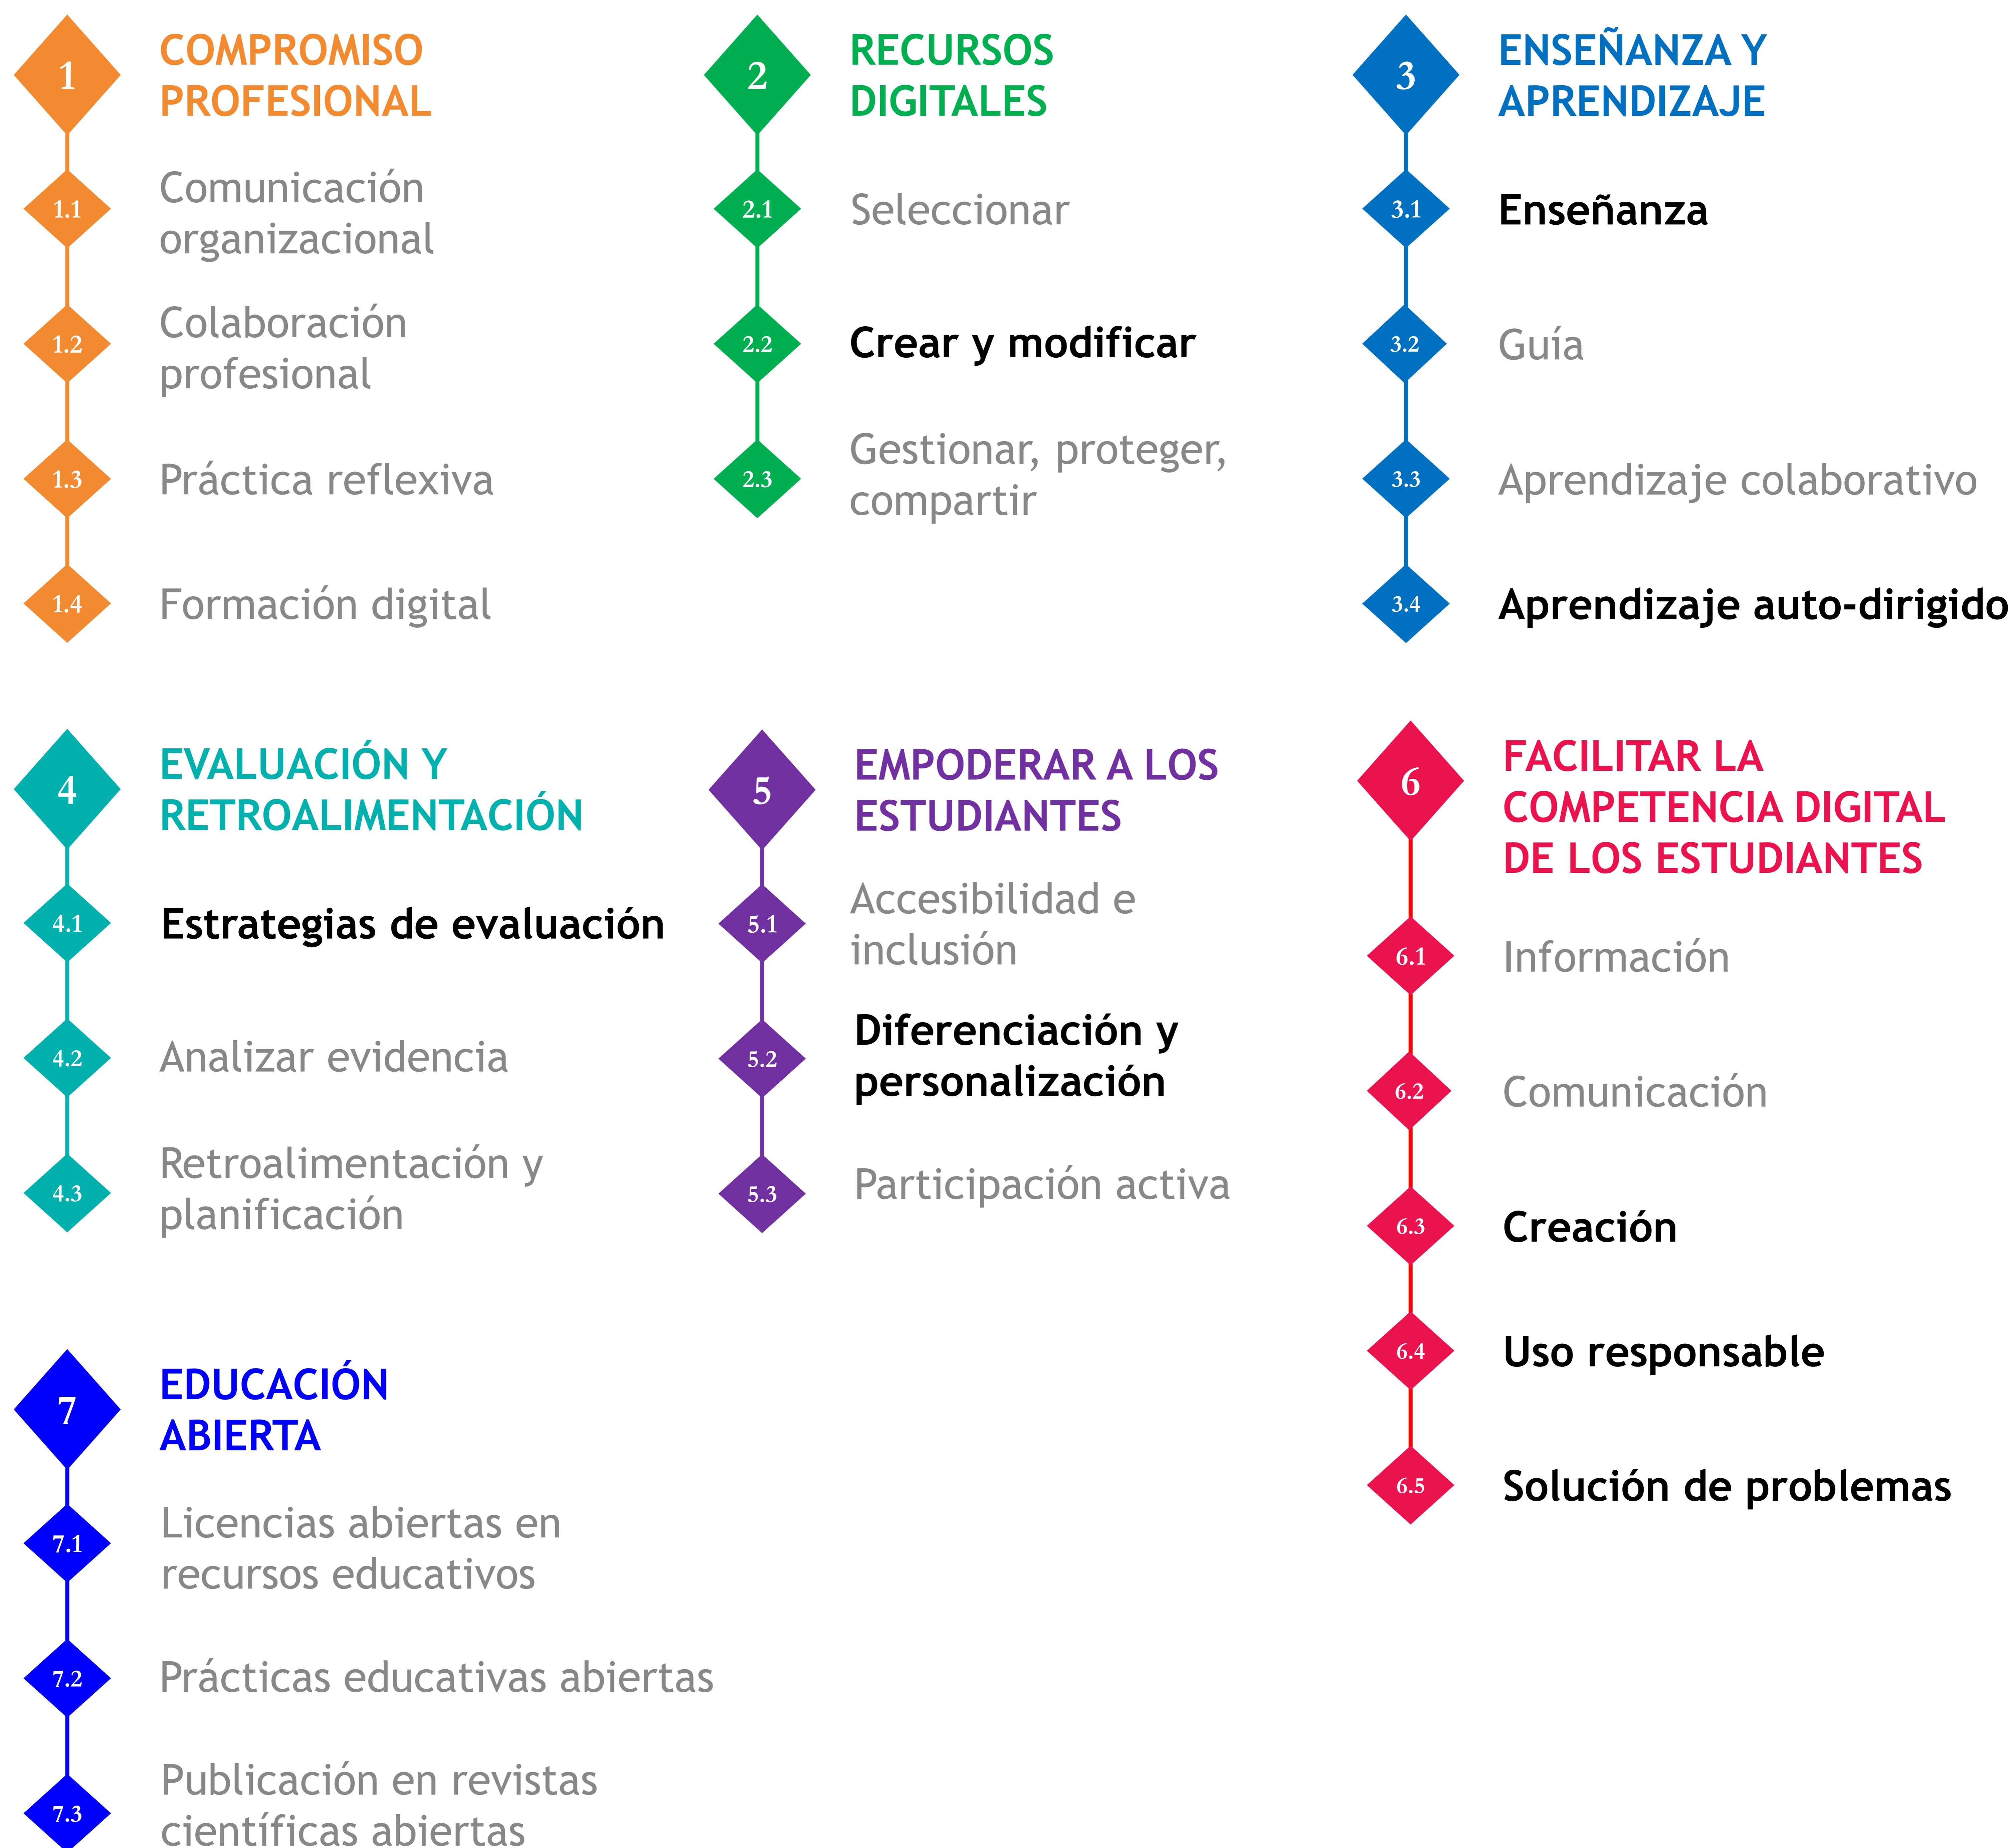 1
COMPROMISO
PROFESIONAL
1.1
Comunicación
organizacional
1.2
Colaboración
profesional
1.3
Práctica reflexiva
1.4
Formación digital
2
RECURSOS
DIGITALES
2.1
Seleccionar
2.2
Crear y modificar
2.3
Gestionar, proteger,
compartir
3
ENSEÑANZA Y
APRENDIZAJE
3.1
Enseñanza
3.2
Guía
3.3
Aprendizaje colaborativo
3.4
Aprendizaje auto-dirigido
4
EVALUACIÓN Y
RETROALIMENTACIÓN
4.1
Estrategias de evaluación
4.2
Analizar evidencia
4.3
Retroalimentación y
planificación
5
EMPODERAR A LOS
ESTUDIANTES
5.1
Accesibilidad e
inclusión
5.2
Diferenciación y
personalización
5.3
Participación activa
6
FACILITAR LA
COMPETENCIA DIGITAL
DE LOS ESTUDIANTES
6.1
Información
6.2
Comunicación
6.3
Creación
6.4
Uso responsable
6.5
Solución de problemas
7
EDUCACIÓN
ABIERTA
7.1
Licencias abiertas en
recursos educativos
7.2
Prácticas educativas abiertas
7.3
Publicación en revistas
científicas abiertas